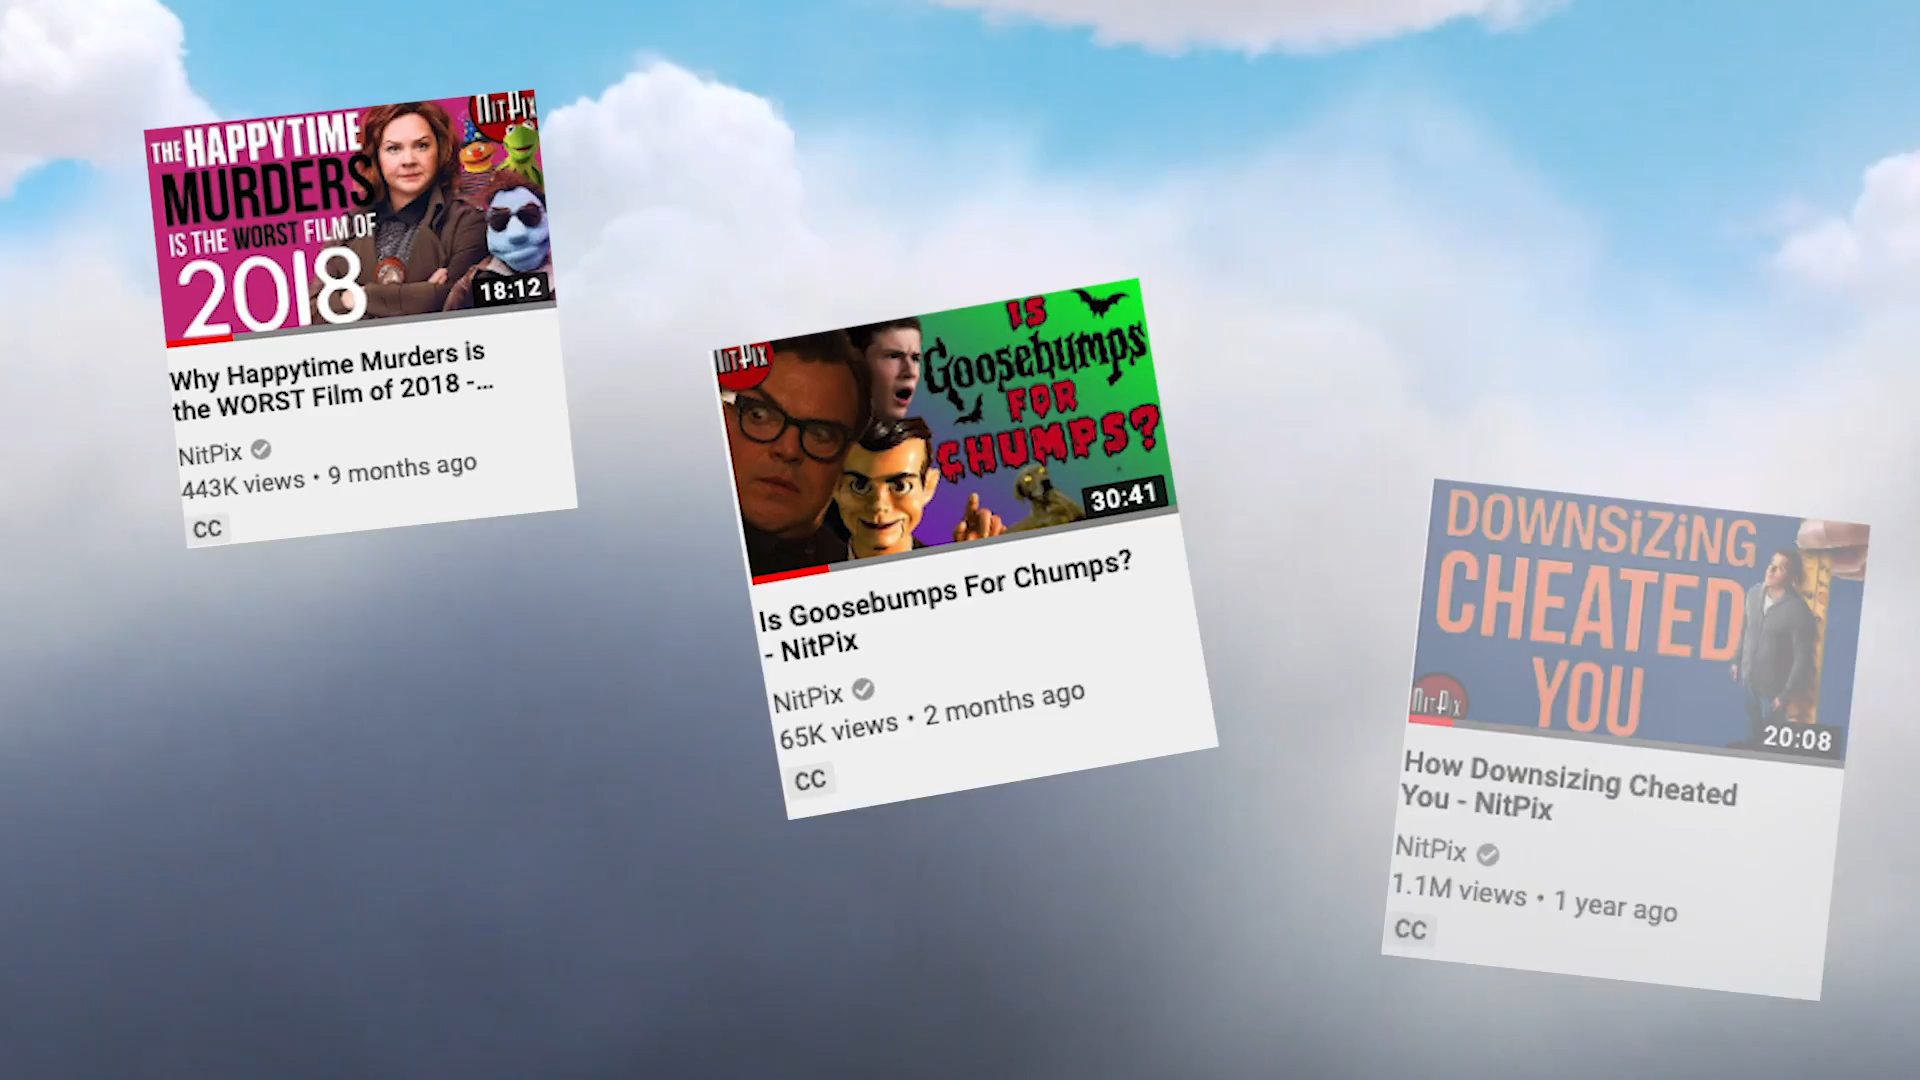 THE HAPPYTIME
MURDERS
IS THE WORST FILM OF
2018
NITPIX
18:12
Why Happytime Murders is
the WORST Film of 2018 -...
NitPix
443K views • 9 months ago
CC
NITPIX
IS
Goosebumps
FOR
CHUMPS?
30:41
Is Goosebumps For Chumps?
- NitPix
NitPix
65K views • 2 months ago
CC
DOWNSiZiNG
CHEATED
YOU
NITPIX
20:08
How Downsizing Cheated
You - NitPix
NitPix
1.1M views • 1 year ago
CC